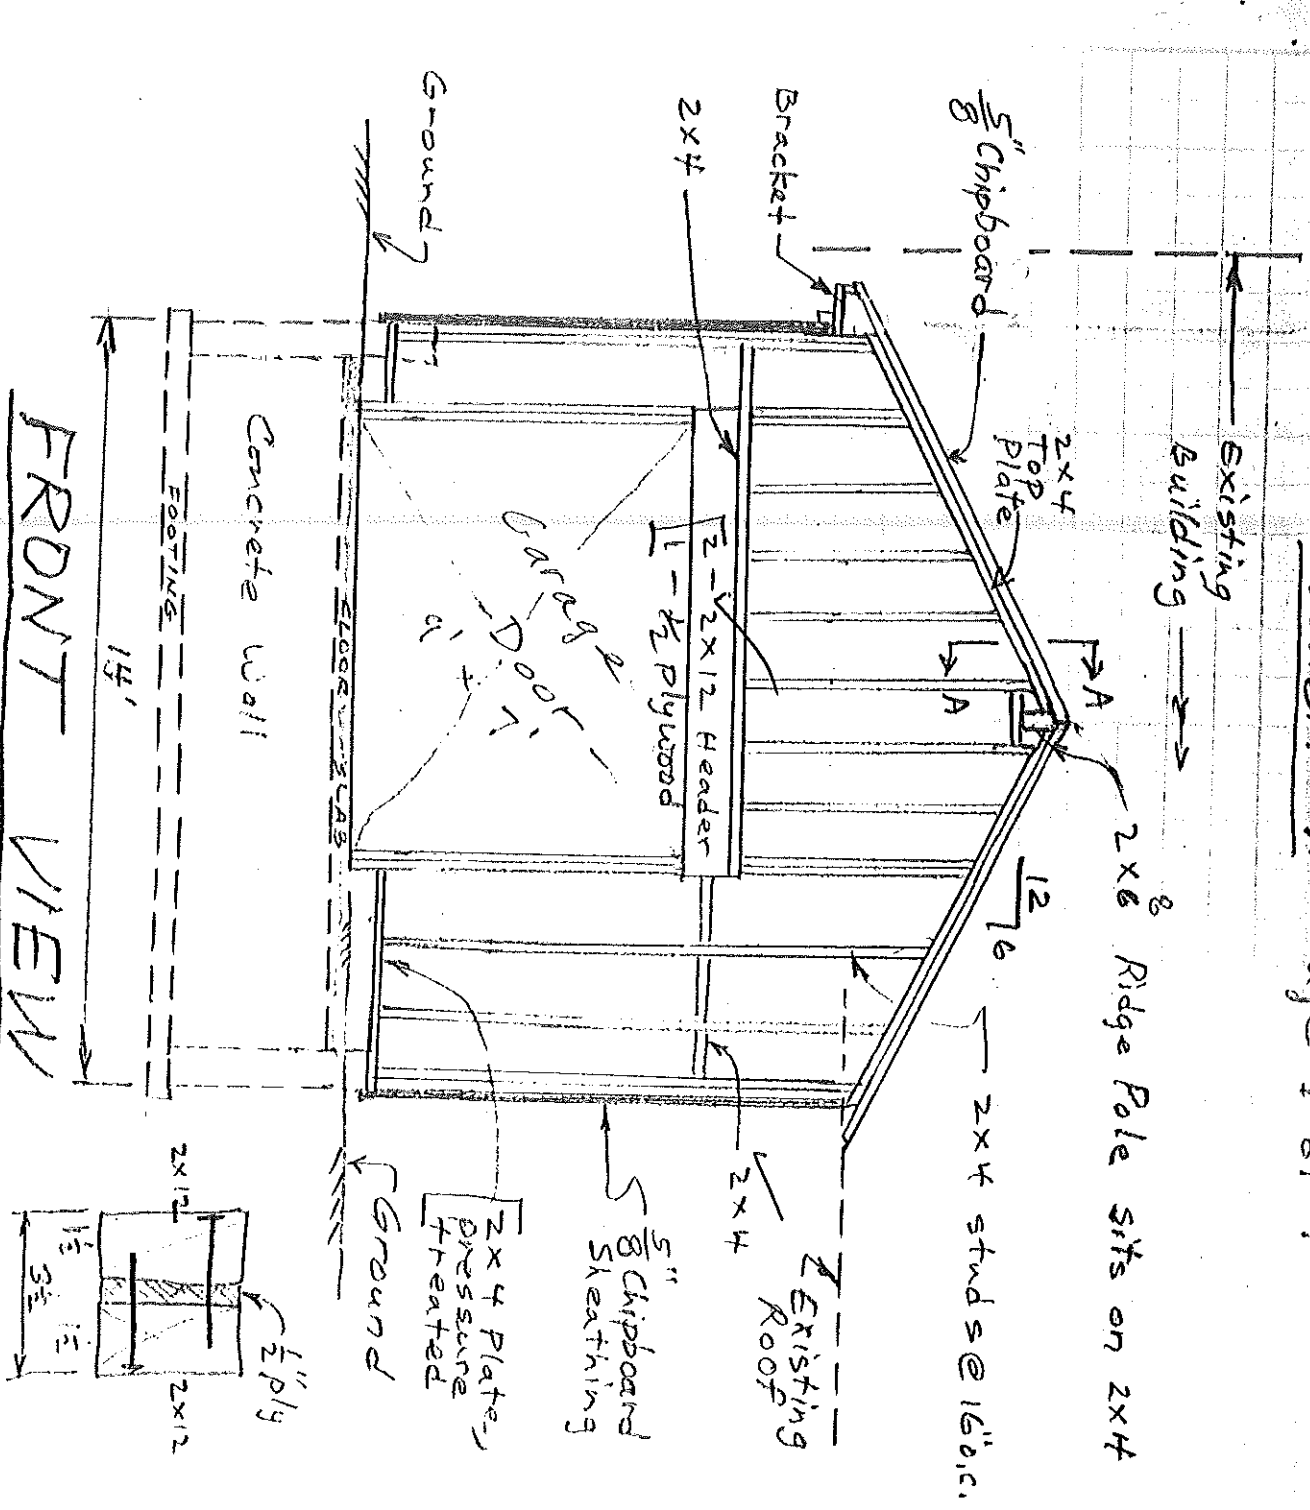 2x8 Ridge Pole sits on 2x4
Existing
Building
A
A
12
6
5/8" Chipboard
2x4
Top
Plate
2x4 studs @ 16" o.c.
Bracket
Existing
Roof
2x4
2-2x12 Header
1-1/2 Plywood
2x4
5/8" Chipboard
Sheathing
Garage
Door
7'
2x4 Plate,
pressure
treated
Ground
Ground
FLOOR SLAB
Concrete Wall
FOOTING
14'
FRONT VIEW
1/2" ply
2x12
2x12
1 1/2
1 1/2
3 1/2